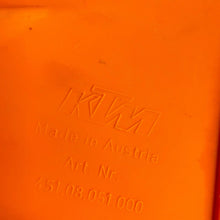 KTM
Made in Austria
Art. Nr.
451.08.051.000